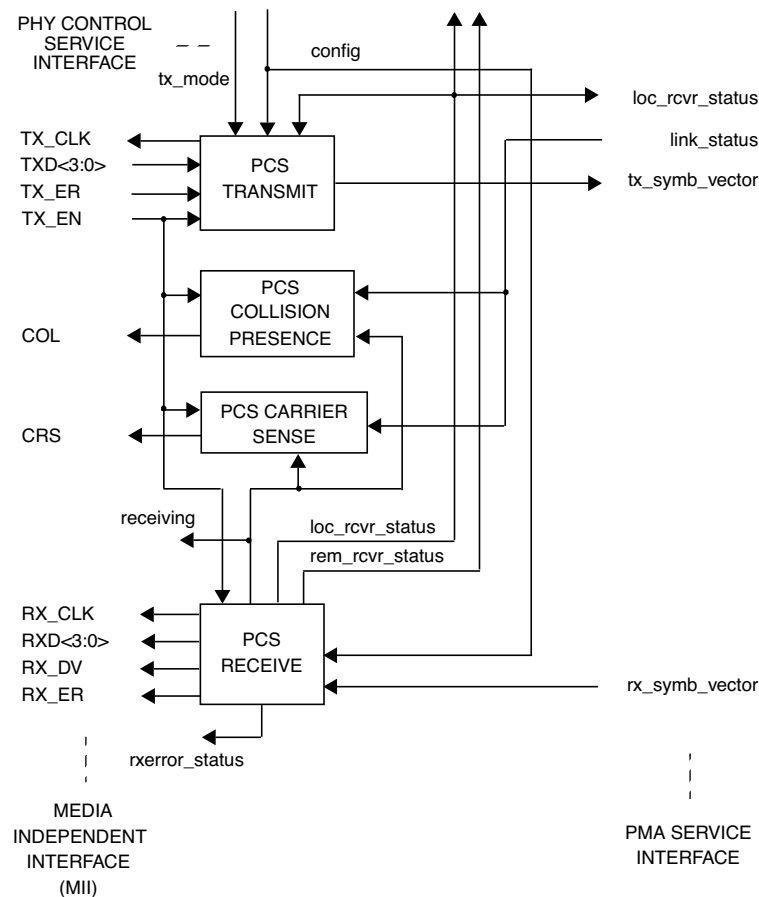 PHY CONTROL
SERVICE
INTERFACE
config
tx_mode
loc_rcvr_status
TX_CLK
link_status
TXD<3:0>
PCS
TRANSMIT
tx_symb_vector
TX_ER
TX_EN
PCS
COLLISION
PRESENCE
COL
PCS CARRIER
SENSE
CRS
receiving
loc_rcvr_status
rem_rcvr_status
RX_CLK
RXD<3:0>
PCS
RECEIVE
RX_DV
RX_ER
rx_symb_vector
rxerror_status
MEDIA
INDEPENDENT
INTERFACE
(MII)
PMA SERVICE
INTERFACE